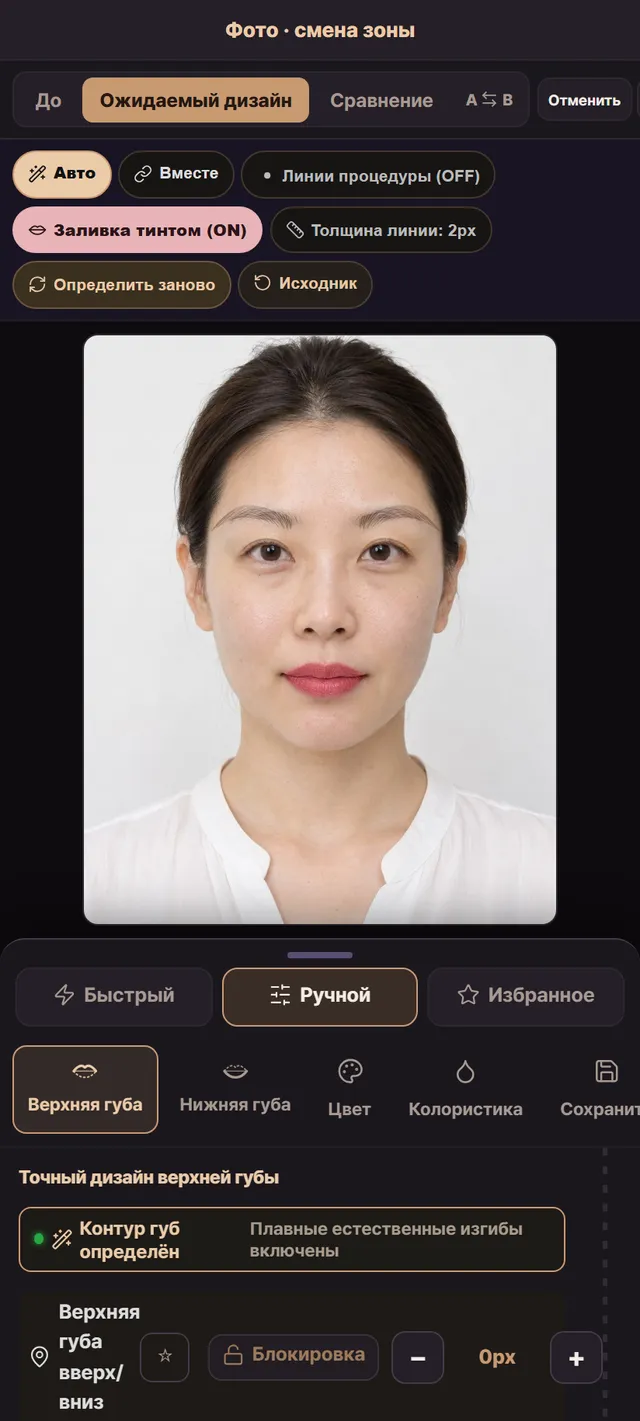 Фото · смена зоны
До Ожидаемый дизайн Сравнение A ⇆ B Отменить
Авто Вместе • Линии процедуры (OFF)
Заливка тинтом (ON) Толщина линии: 2px
Определить заново Исходник
Быстрый Ручной Избранное
Верхняя губа Нижняя губа Цвет Колористика Сохранит
Точный дизайн верхней губы
Контур губ
определён
Плавные естественные изгибы
включены
Верхняя
губа
вверх/
вниз
☆ Блокировка − 0px +